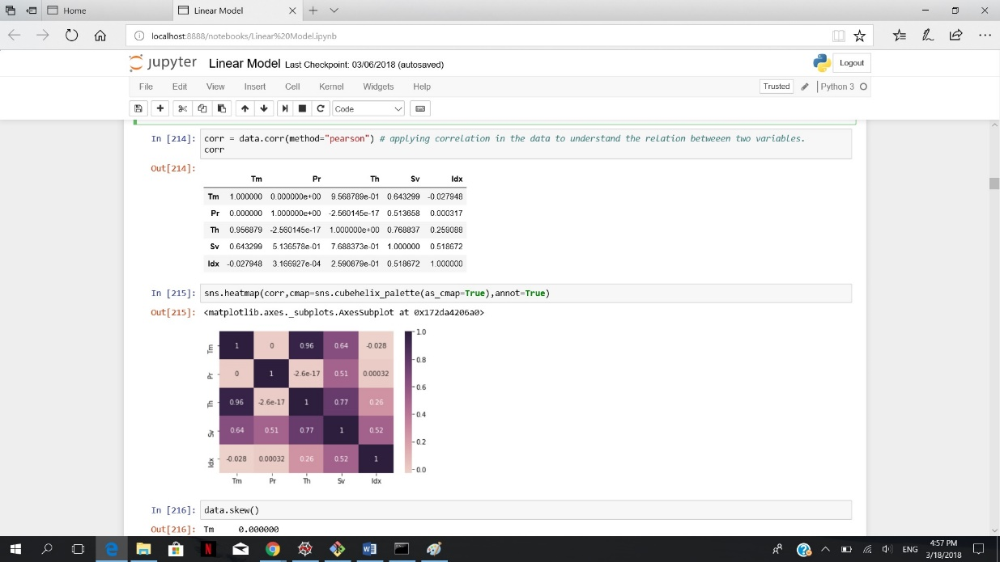 Home
Linear Model
localhost:8888/notebooks/Linear%20Model.ipynb
jupyter Linear Model Last Checkpoint: 03/06/2018 (autosaved)
Logout
File Edit View Insert Cell Kernel Widgets Help
Trusted
Python 3
Code
In [214]: corr = data.corr(method="pearson") # applying correlation in the data to understand the relation betweeen two variables.
corr
Out[214]:
Tm Pr Th Sv Idx
Tm 1.000000 0.000000e+00 9.568789e-01 0.643299 -0.027948
Pr 0.000000 1.000000e+00 -2.560145e-17 0.513658 0.000317
Th 0.956879 -2.560145e-17 1.000000e+00 0.768837 0.259088
Sv 0.643299 5.136578e-01 7.688373e-01 1.000000 0.518672
Idx -0.027948 3.166927e-04 2.590879e-01 0.518672 1.000000
In [215]: sns.heatmap(corr,cmap=sns.cubehelix_palette(as_cmap=True),annot=True)
Out[215]: <matplotlib.axes._subplots.AxesSubplot at 0x172da4206a0>
1.0
Tm 1 0 0.96 0.64 -0.028
0.8
Pr 0 1 -2.6e-17 0.51 0.00032
0.6
Th 0.96 -2.6e-17 1 0.77 0.26
0.4
Sv 0.64 0.51 0.77 1 0.52
0.2
Idx -0.028 0.00032 0.26 0.52 1
0.0
Tm Pr Th Sv Idx
In [216]: data.skew()
Out[216]: Tm 0.000000
ENG
4:57 PM
3/18/2018